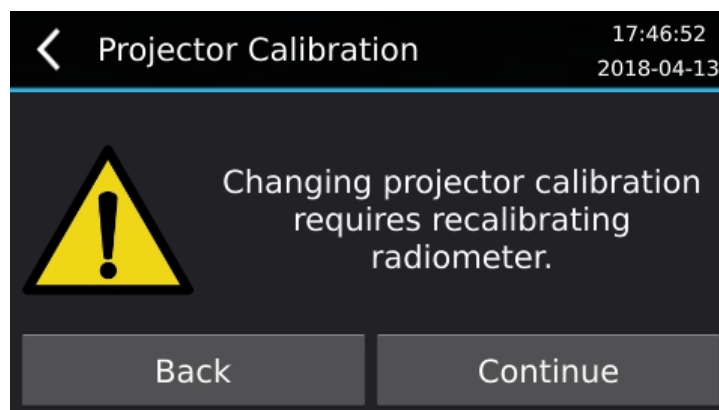 Projector Calibration
17:46:52
2018-04-13
Changing projector calibration
requires recalibrating
radiometer.
Back
Continue